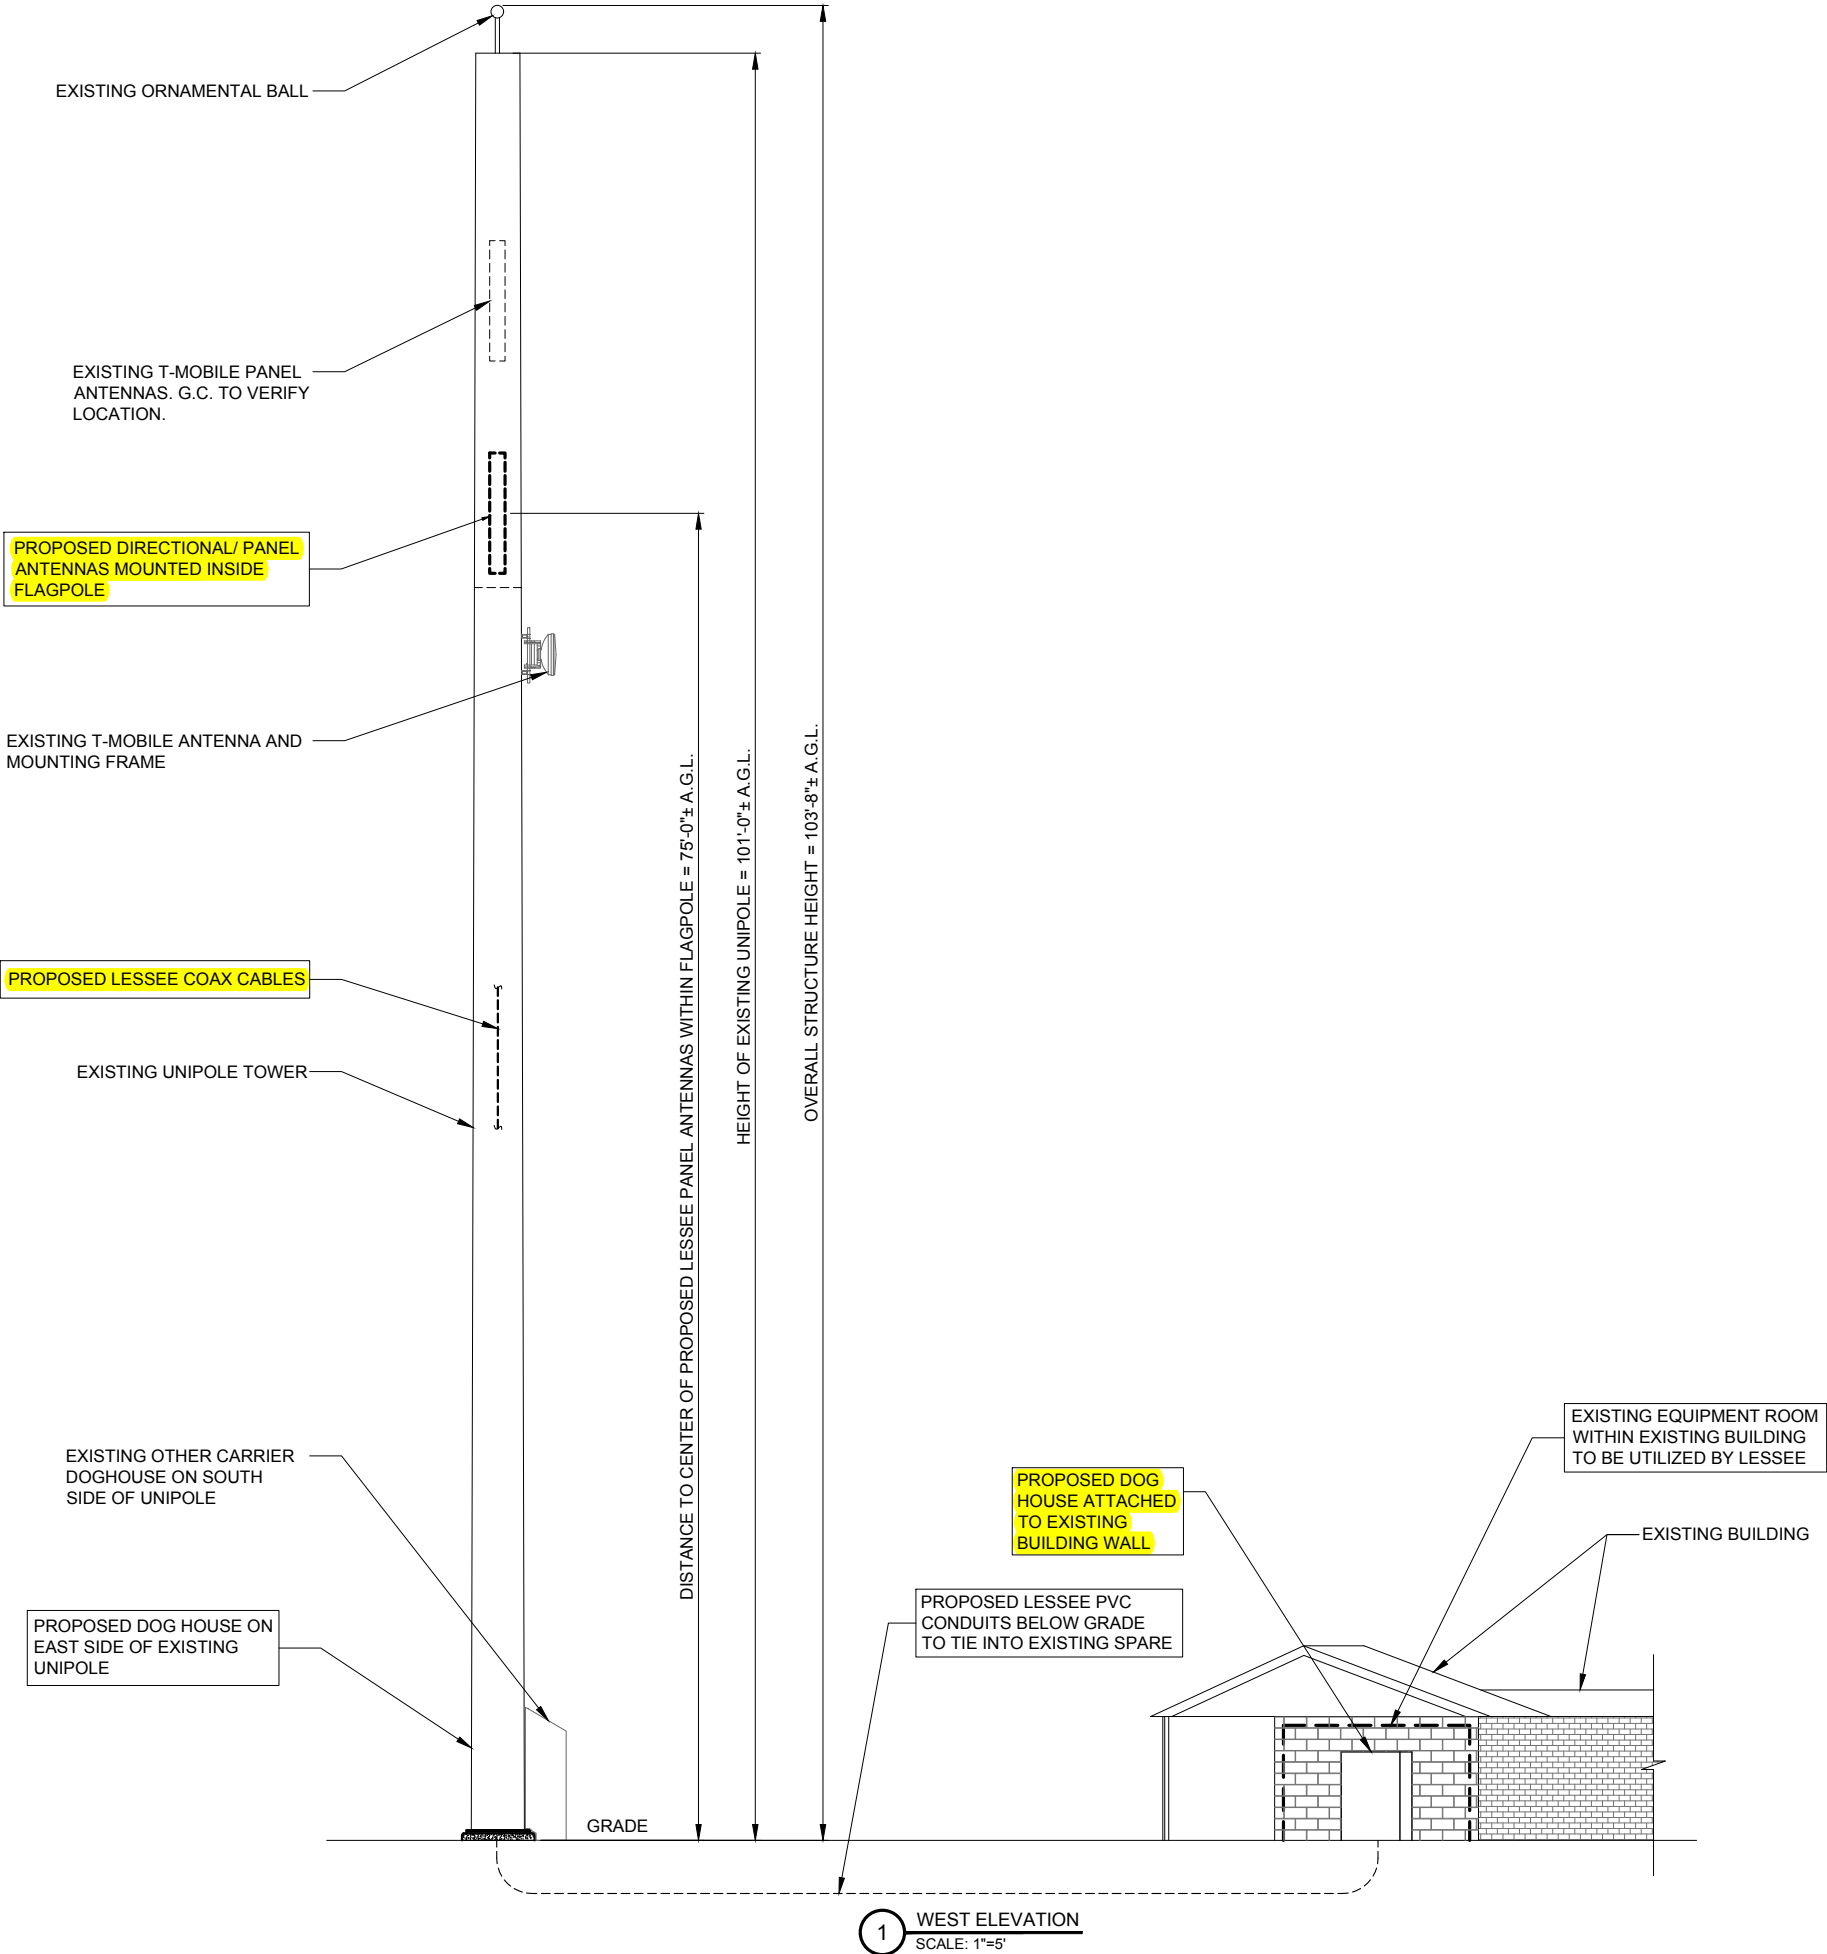 EXISTING ORNAMENTAL BALL
EXISTING T-MOBILE PANEL
ANTENNAS. G.C. TO VERIFY
LOCATION.
PROPOSED DIRECTIONAL/ PANEL
ANTENNAS MOUNTED INSIDE
FLAGPOLE
EXISTING T-MOBILE ANTENNA AND
MOUNTING FRAME
DISTANCE TO CENTER OF PROPOSED LESSEE PANEL ANTENNAS WITHIN FLAGPOLE = 75'-0"± A.G.L.
HEIGHT OF EXISTING UNIPOLE = 101'-0"± A.G.L.
OVERALL STRUCTURE HEIGHT = 103'-8"± A.G.L.
PROPOSED LESSEE COAX CABLES
EXISTING UNIPOLE TOWER
EXISTING OTHER CARRIER
DOGHOUSE ON SOUTH
SIDE OF UNIPOLE
PROPOSED DOG HOUSE ON
EAST SIDE OF EXISTING
UNIPOLE
GRADE
EXISTING EQUIPMENT ROOM
WITHIN EXISTING BUILDING
TO BE UTILIZED BY LESSEE
PROPOSED DOG
HOUSE ATTACHED
TO EXISTING
BUILDING WALL
EXISTING BUILDING
PROPOSED LESSEE PVC
CONDUITS BELOW GRADE
TO TIE INTO EXISTING SPARE
1
WEST ELEVATION
SCALE: 1"=5'